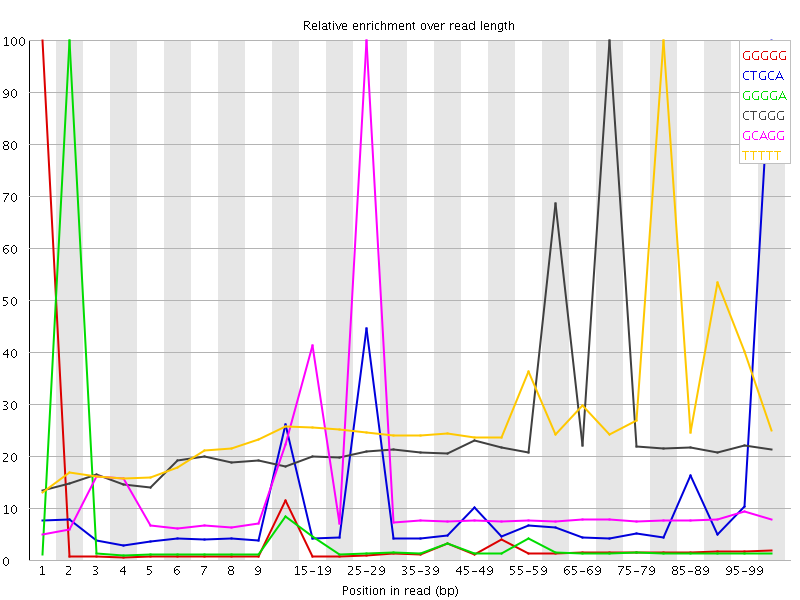 Relative enrichment over read length
100
90
80
70
60
50
40
30
20
10
0
GGGGG
CTGCA
GGGGA
CTGGG
GCAGG
TTTTT
1 2 3 4 5 6 7 8 9 15-19 25-29 35-39 45-49 55-59 65-69 75-79 85-89 95-99
Position in read (bp)